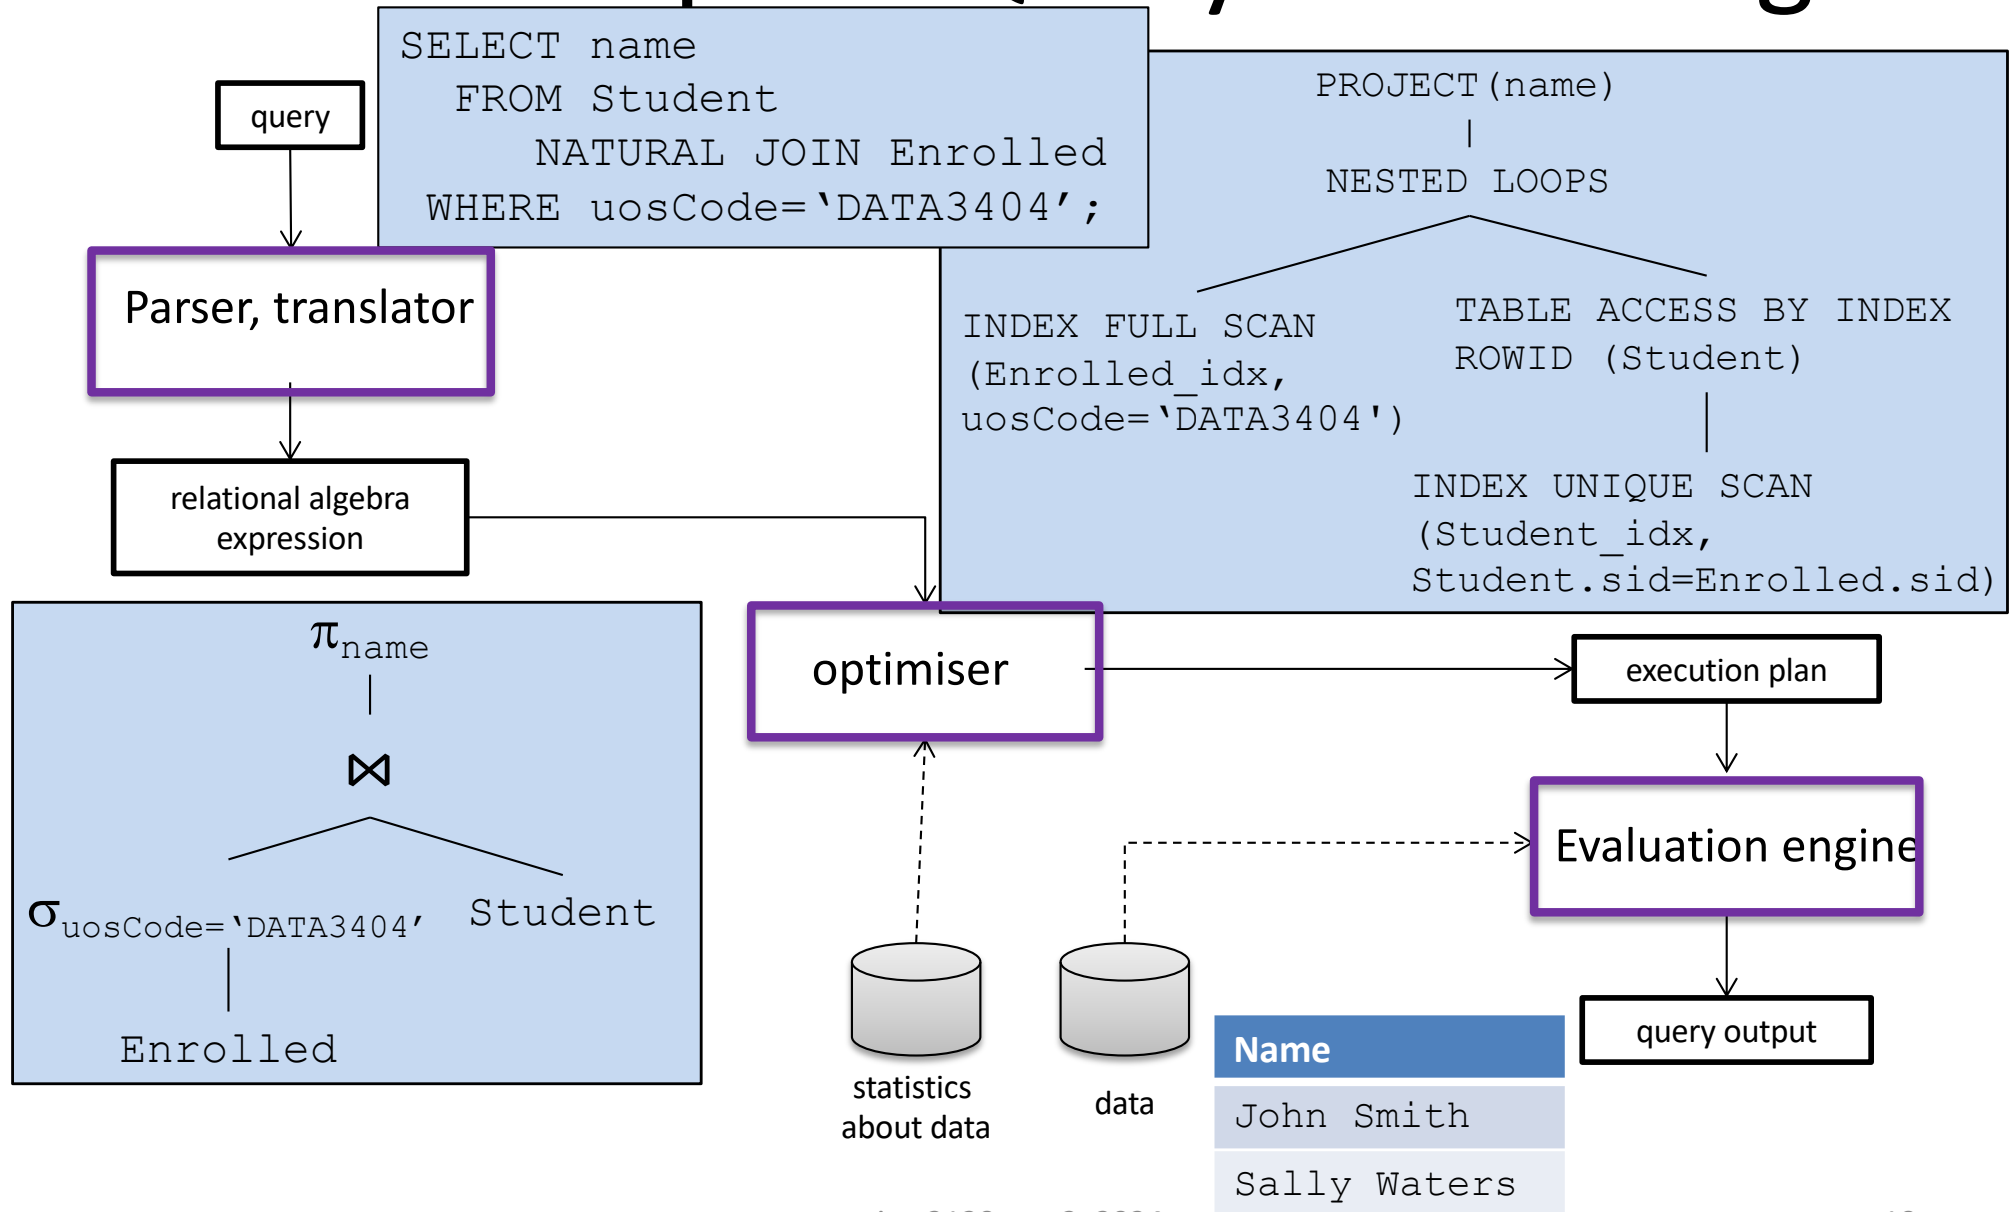 SELECT name
FROM Student
NATURAL JOIN Enrolled
WHERE uosCode=‘DATA3404’;
query
Parser, translator
relational algebra
expression
PROJECT(name)
|
NESTED LOOPS
INDEX FULL SCAN
(Enrolled_idx,
uosCode=‘DATA3404')
TABLE ACCESS BY INDEX
ROWID (Student)
INDEX UNIQUE SCAN
(Student_idx,
Student.sid=Enrolled.sid)
πname
⋈
σuosCode=‘DATA3404’ Student
Enrolled
optimiser
execution plan
Evaluation engine
query output
statistics
about data
data
Name
John Smith
Sally Waters